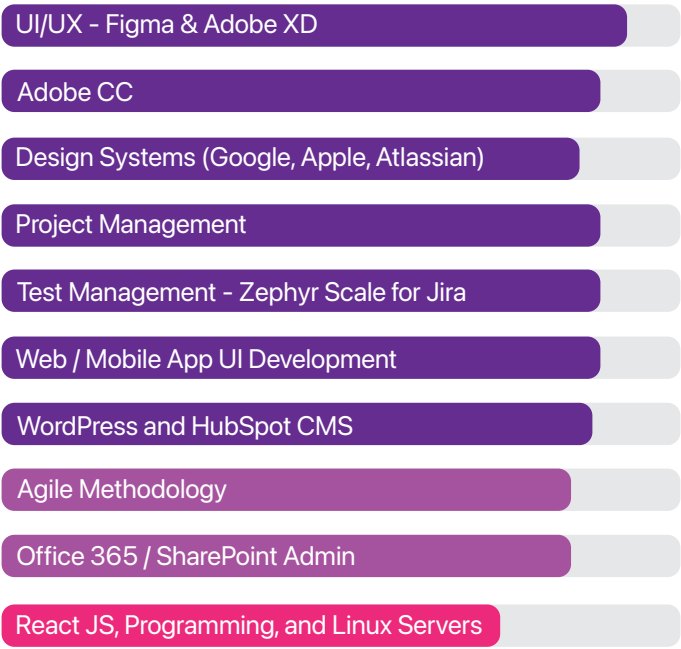 UI/UX - Figma & Adobe XD
Adobe CC
Design Systems (Google, Apple, Atlassian)
Project Management
Test Management - Zephyr Scale for Jira
Web / Mobile App UI Development
WordPress and HubSpot CMS
Agile Methodology
Office 365 / SharePoint Admin
React JS, Programming, and Linux Servers